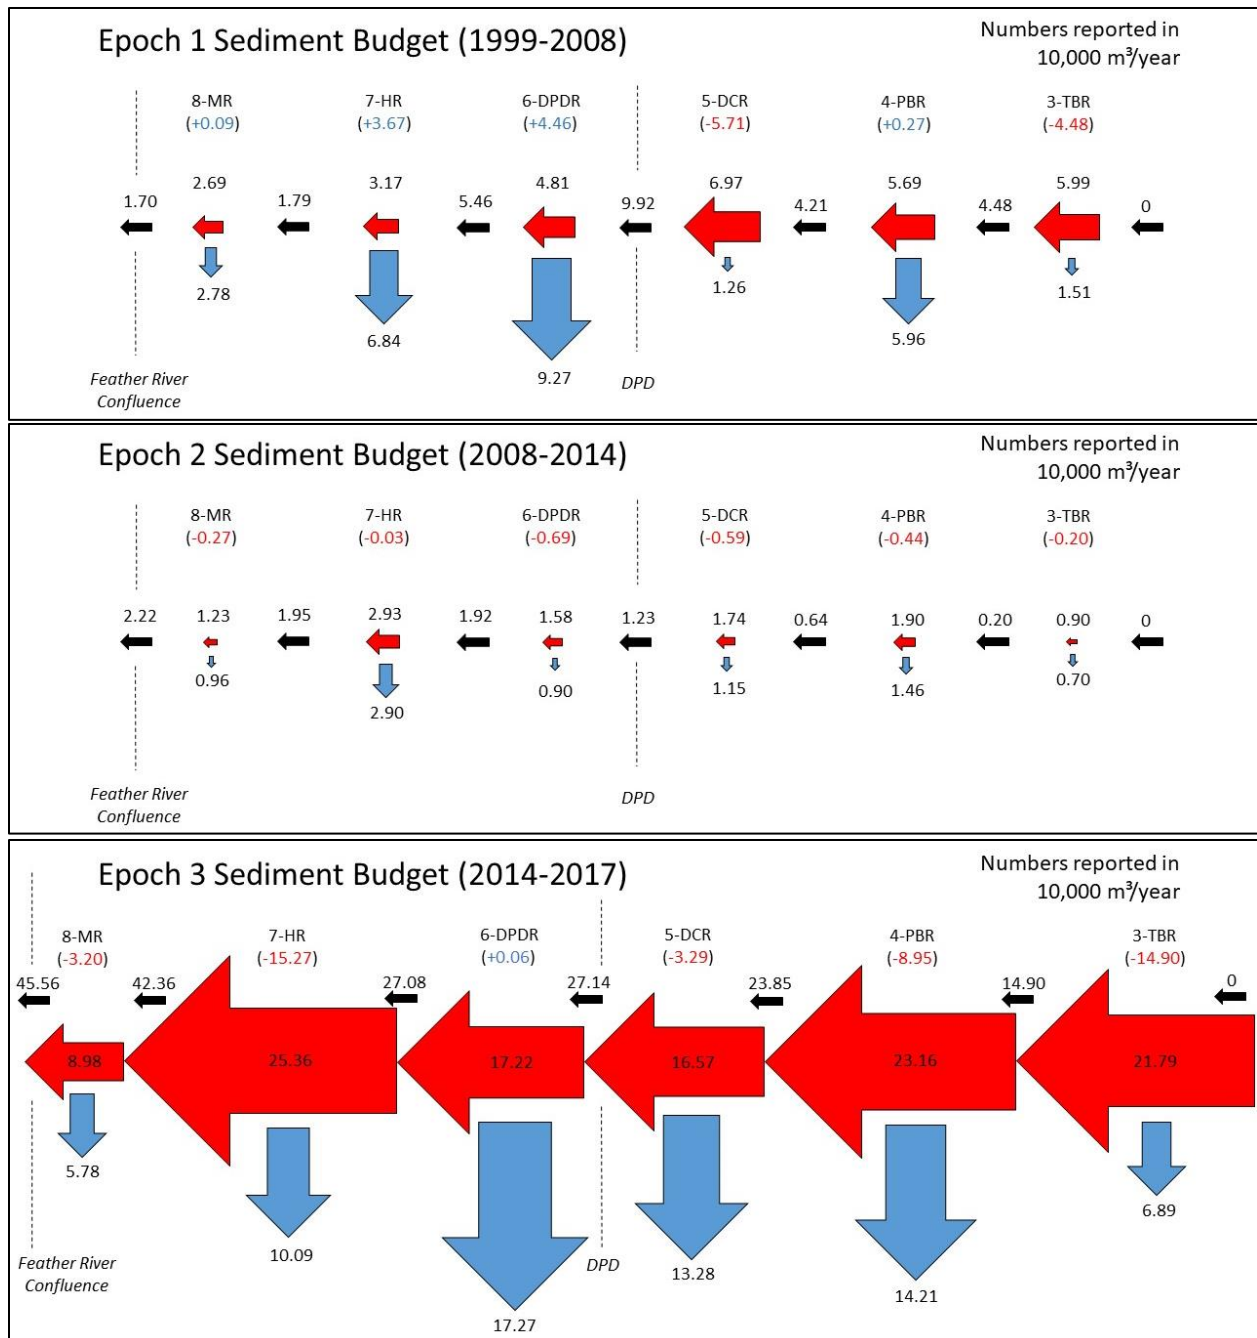 Epoch 1 Sediment Budget (1999-2008)
Numbers reported in
10,000 m³/year
8-MR
(+0.09)
7-HR
(+3.67)
6-DPDR
(+4.46)
5-DCR
(-5.71)
4-PBR
(+0.27)
3-TBR
(-4.48)
1.70
2.69
1.79
3.17
5.46
4.81
9.92
6.97
4.21
5.69
4.48
5.99
0
2.78
6.84
9.27
1.26
5.96
1.51
Feather River
Confluence
DPD
Epoch 2 Sediment Budget (2008-2014)
Numbers reported in
10,000 m³/year
8-MR
(-0.27)
7-HR
(-0.03)
6-DPDR
(-0.69)
5-DCR
(-0.59)
4-PBR
(-0.44)
3-TBR
(-0.20)
2.22
1.23
1.95
2.93
1.92
1.58
1.23
1.74
0.64
1.90
0.20
0.90
0
0.96
2.90
0.90
1.15
1.46
0.70
Feather River
Confluence
DPD
Epoch 3 Sediment Budget (2014-2017)
Numbers reported in
10,000 m³/year
8-MR
(-3.20)
7-HR
(-15.27)
6-DPDR
(+0.06)
5-DCR
(-3.29)
4-PBR
(-8.95)
3-TBR
(-14.90)
45.56
42.36
27.08
27.14
23.85
14.90
0
8.98
25.36
17.22
16.57
23.16
21.79
5.78
10.09
17.27
13.28
14.21
6.89
Feather River
Confluence
DPD